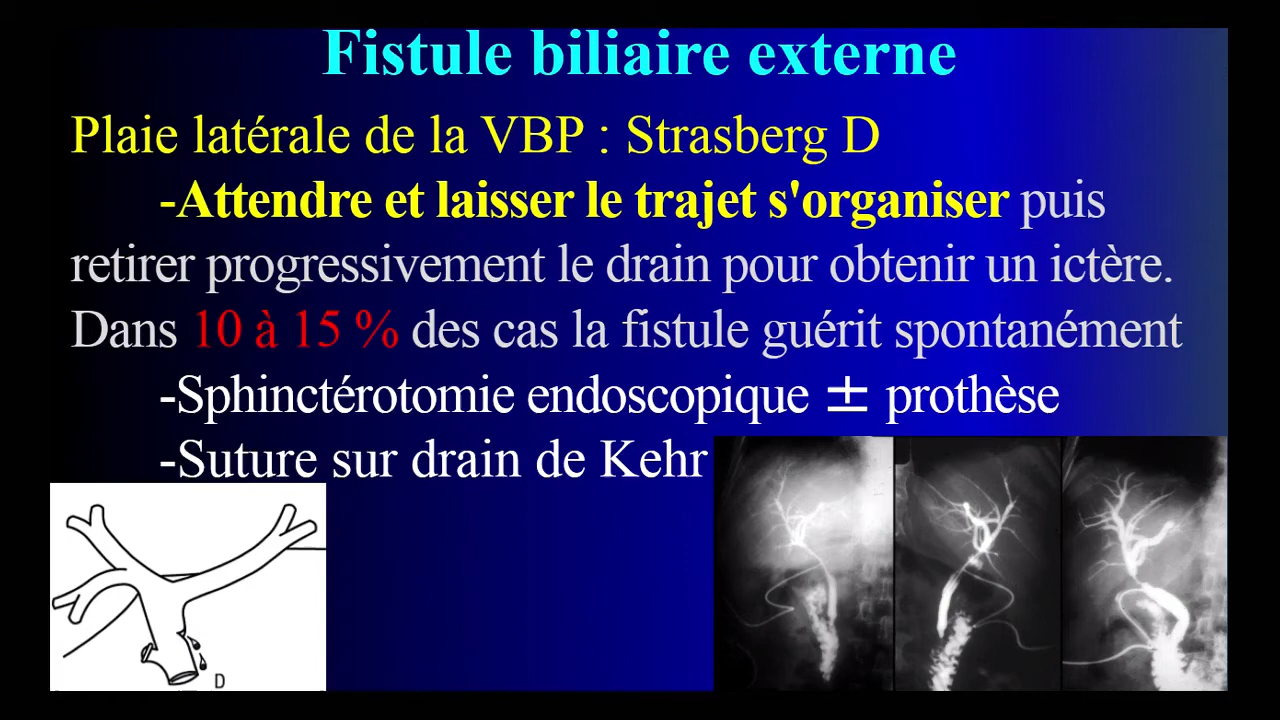 Fistule biliaire externe
Plaie latérale de la VBP : Strasberg D
-Attendre et laisser le trajet s'organiser puis
retirer progressivement le drain pour obtenir un ictère.
Dans 10 à 15 % des cas la fistule guérit spontanément
-Sphinctérotomie endoscopique ± prothèse
-Suture sur drain de Kehr
D